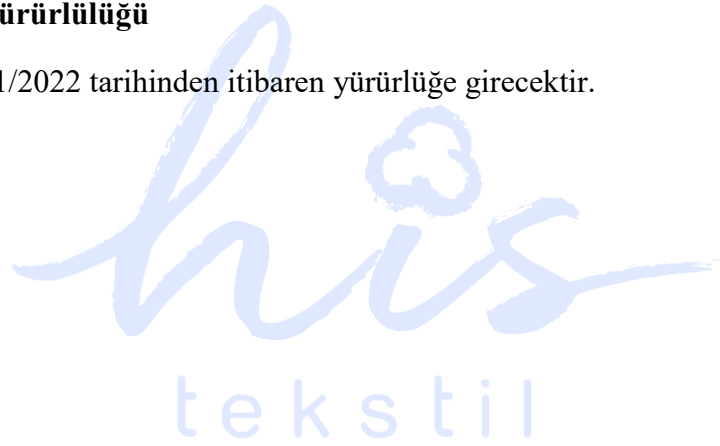 ürürlülüğü
1/2022 tarihinden itibaren yürürlüğe girecektir.
his
tekstil